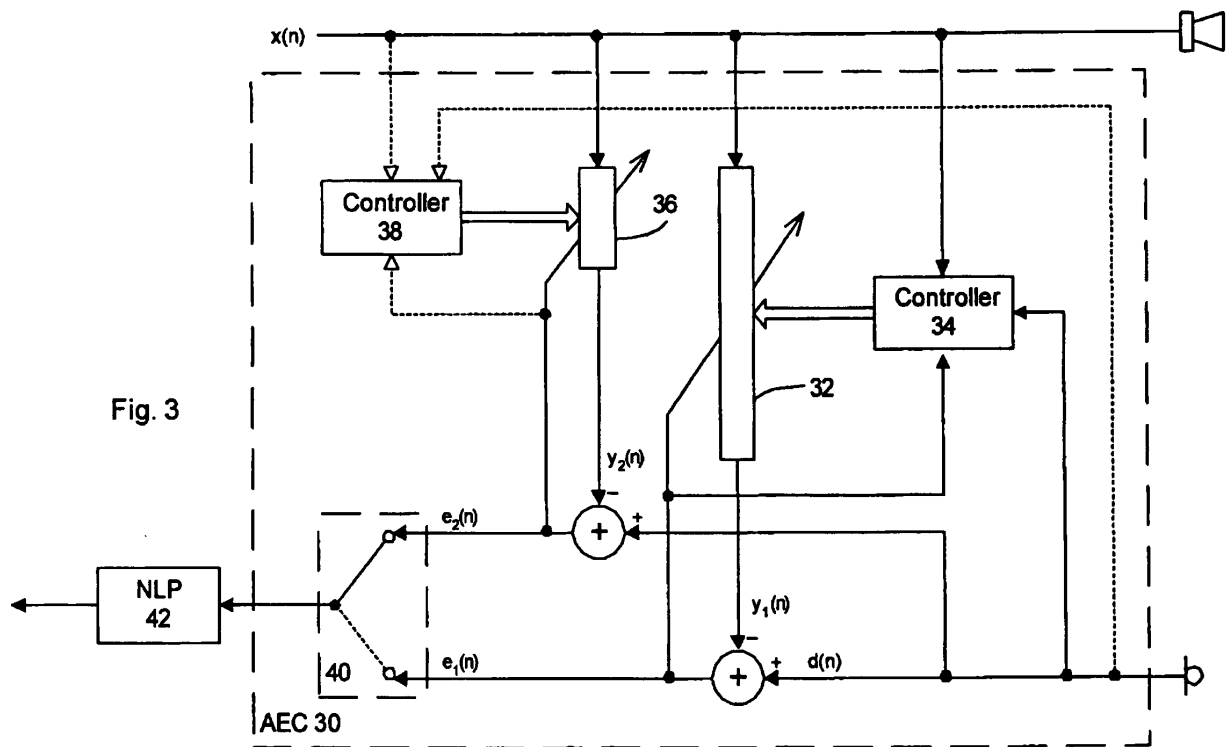 x(n)
Controller
38
36
Controller
34
32
Fig. 3
y₂(n)
−
e₂(n)
+
+
NLP
42
y₁(n)
−
40
e₁(n)
+
+
d(n)
AEC 30